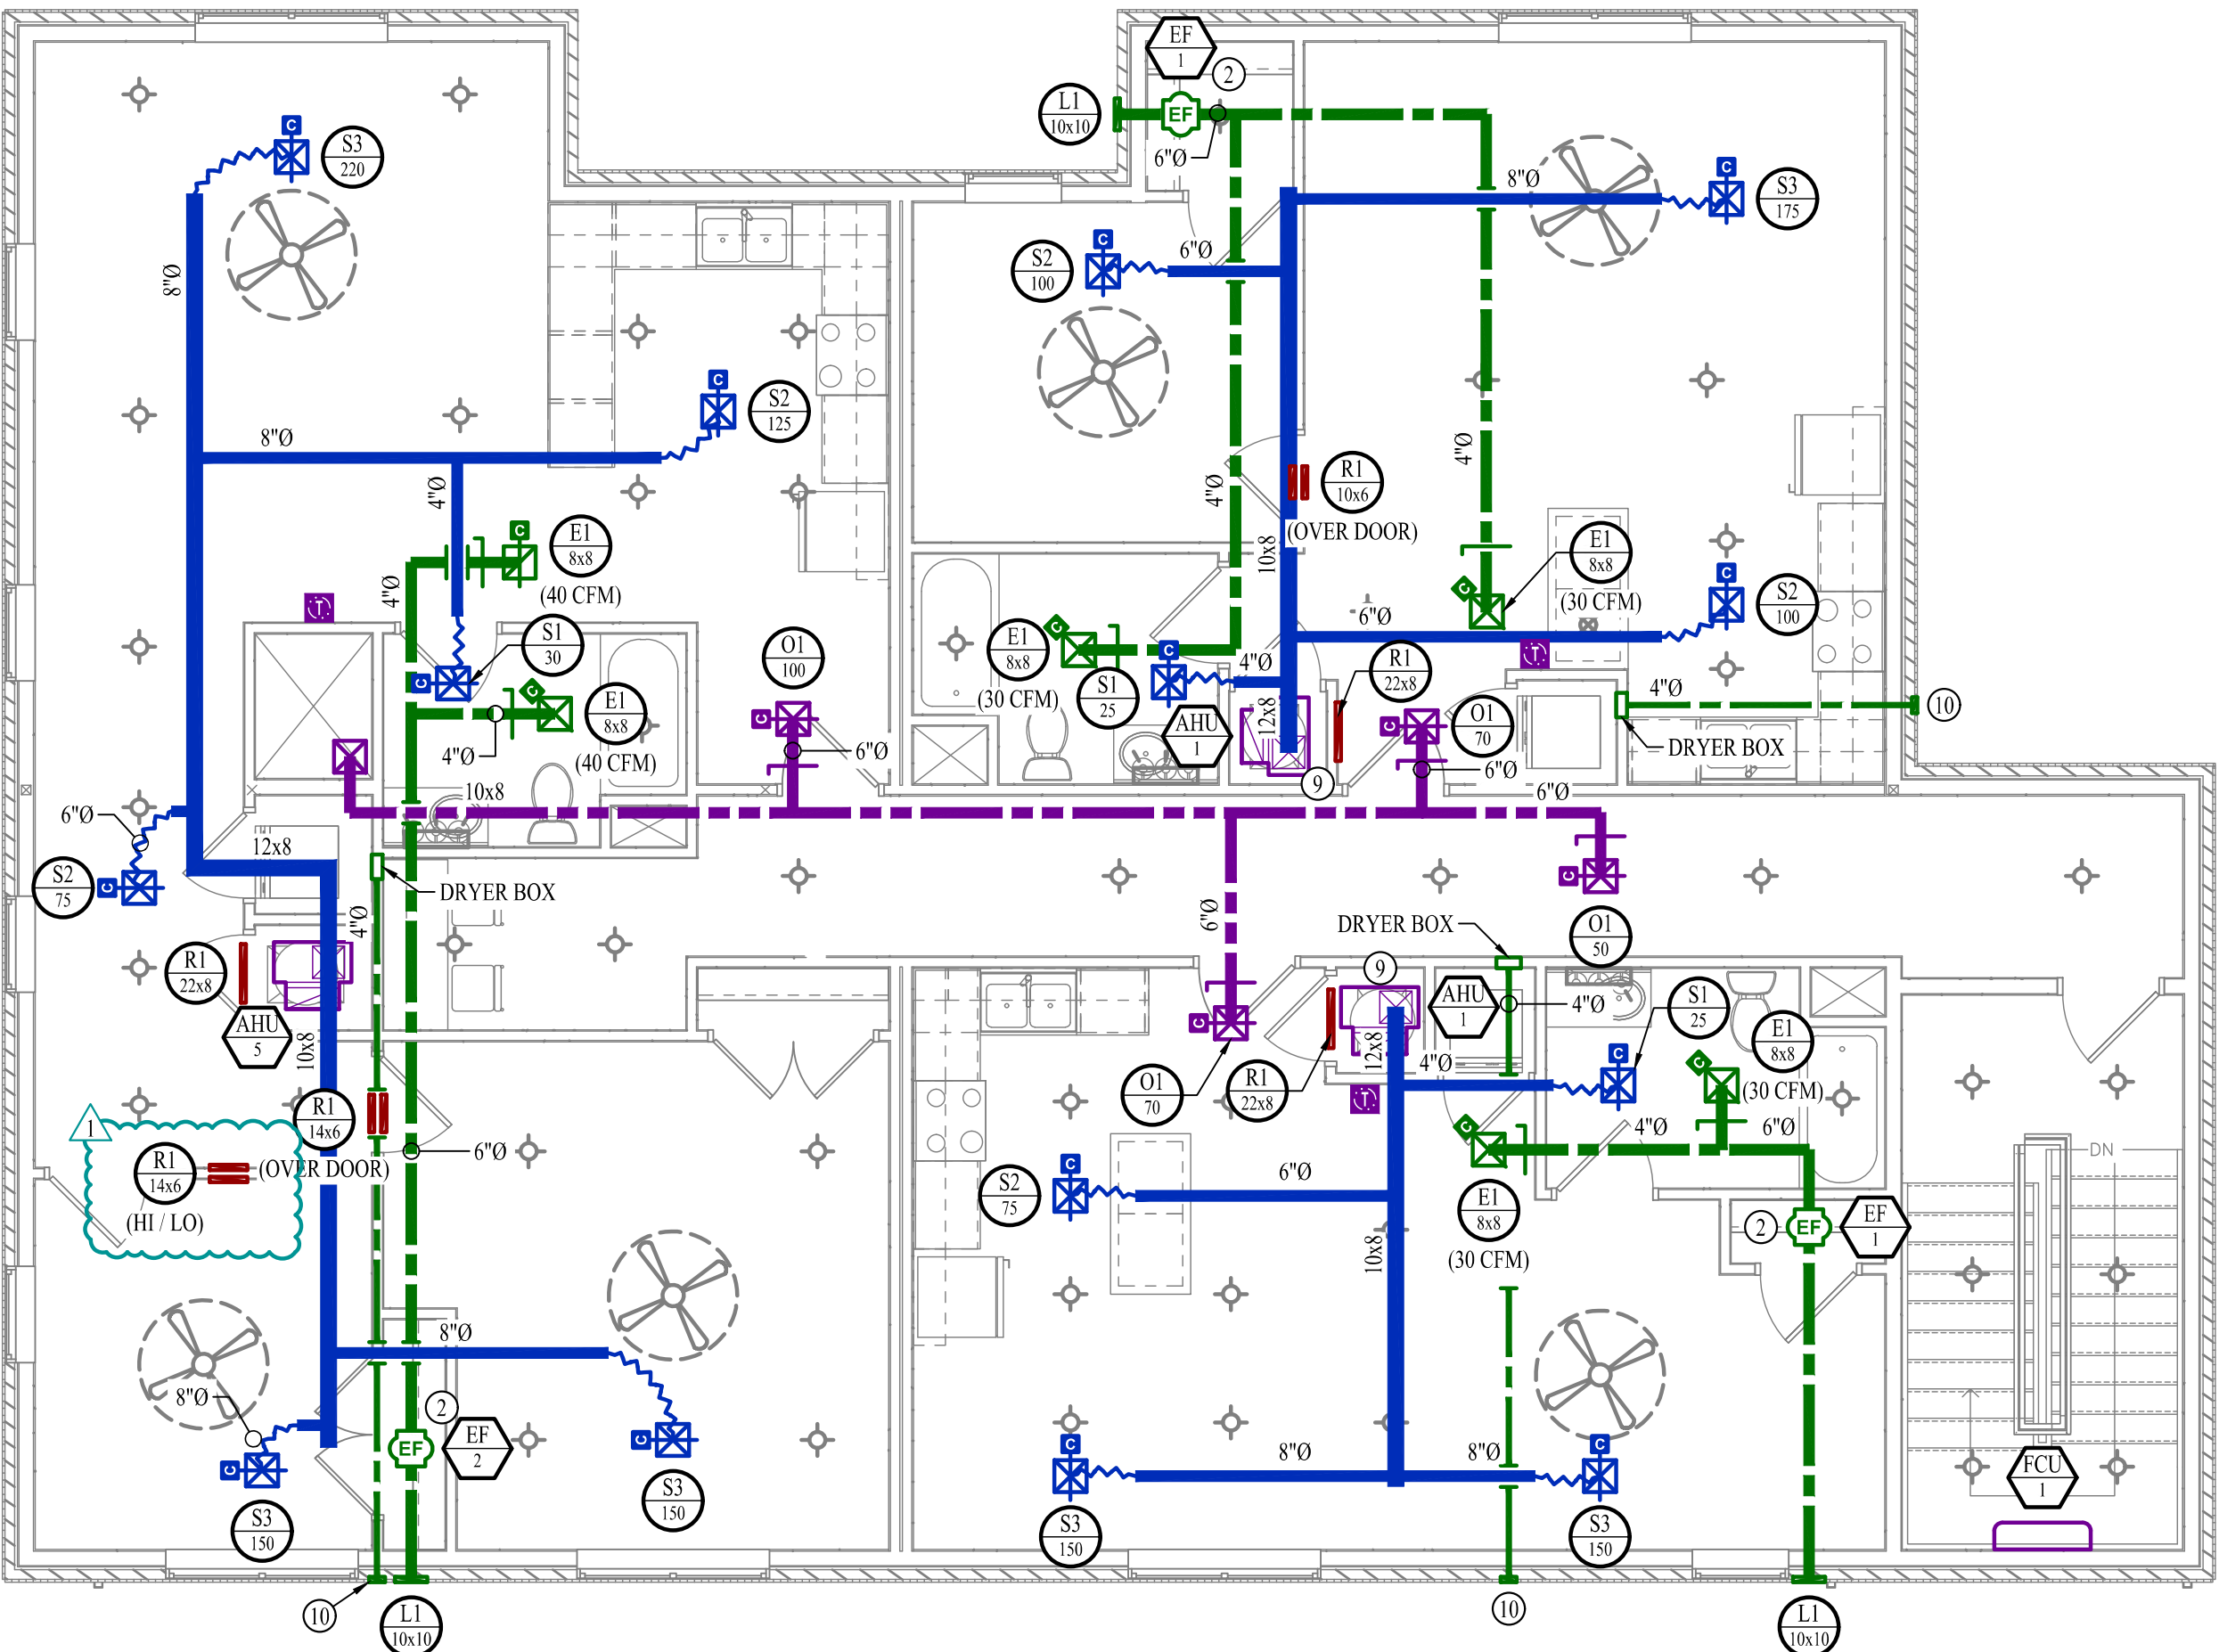 EF
1
2
C
L1
10x10
EF
6"Ø
C
S3
220
8"Ø
C
S3
175
C
6"Ø
S2
100
8"Ø
C
S2
125
8"Ø
4"Ø
4"Ø
4"Ø
R1
10x6
(OVER DOOR)
10x8
C
E1
8x8
(40 CFM)
4"Ø
E1
8x8
(30 CFM)
C
C
S2
100
6"Ø
T
C
S1
30
C
E1
8x8
(40 CFM)
4"Ø
O1
100
C
6"Ø
C
E1
8x8
(30 CFM)
C
S1
25
4"Ø
R1
22x8
T
4"Ø
10
DRYER BOX
AHU
1
12x8
9
C
O1
70
6"Ø
10x8
6"Ø
6"Ø
S2
75
C
12x8
DRYER BOX
4"Ø
6"Ø
C
O1
50
DRYER BOX
R1
22x8
AHU
5
10x8
9
AHU
1
4"Ø
S1
25
C
O1
70
R1
22x8
12x8
4"Ø
T
C
C
E1
8x8
(30 CFM)
1
R1
14x6
(OVER DOOR)
R1
14x6
(HI / LO)
6"Ø
C
4"Ø
6"Ø
DN
C
S2
75
6"Ø
10x8
E1
8x8
(30 CFM)
2
EF
EF
1
8"Ø
8"Ø
2
EF
EF
2
C
S3
150
C
S3
150
C
8"Ø
8"Ø
C
S3
150
S3
150
FCU
1
10
L1
10x10
10
L1
10x10